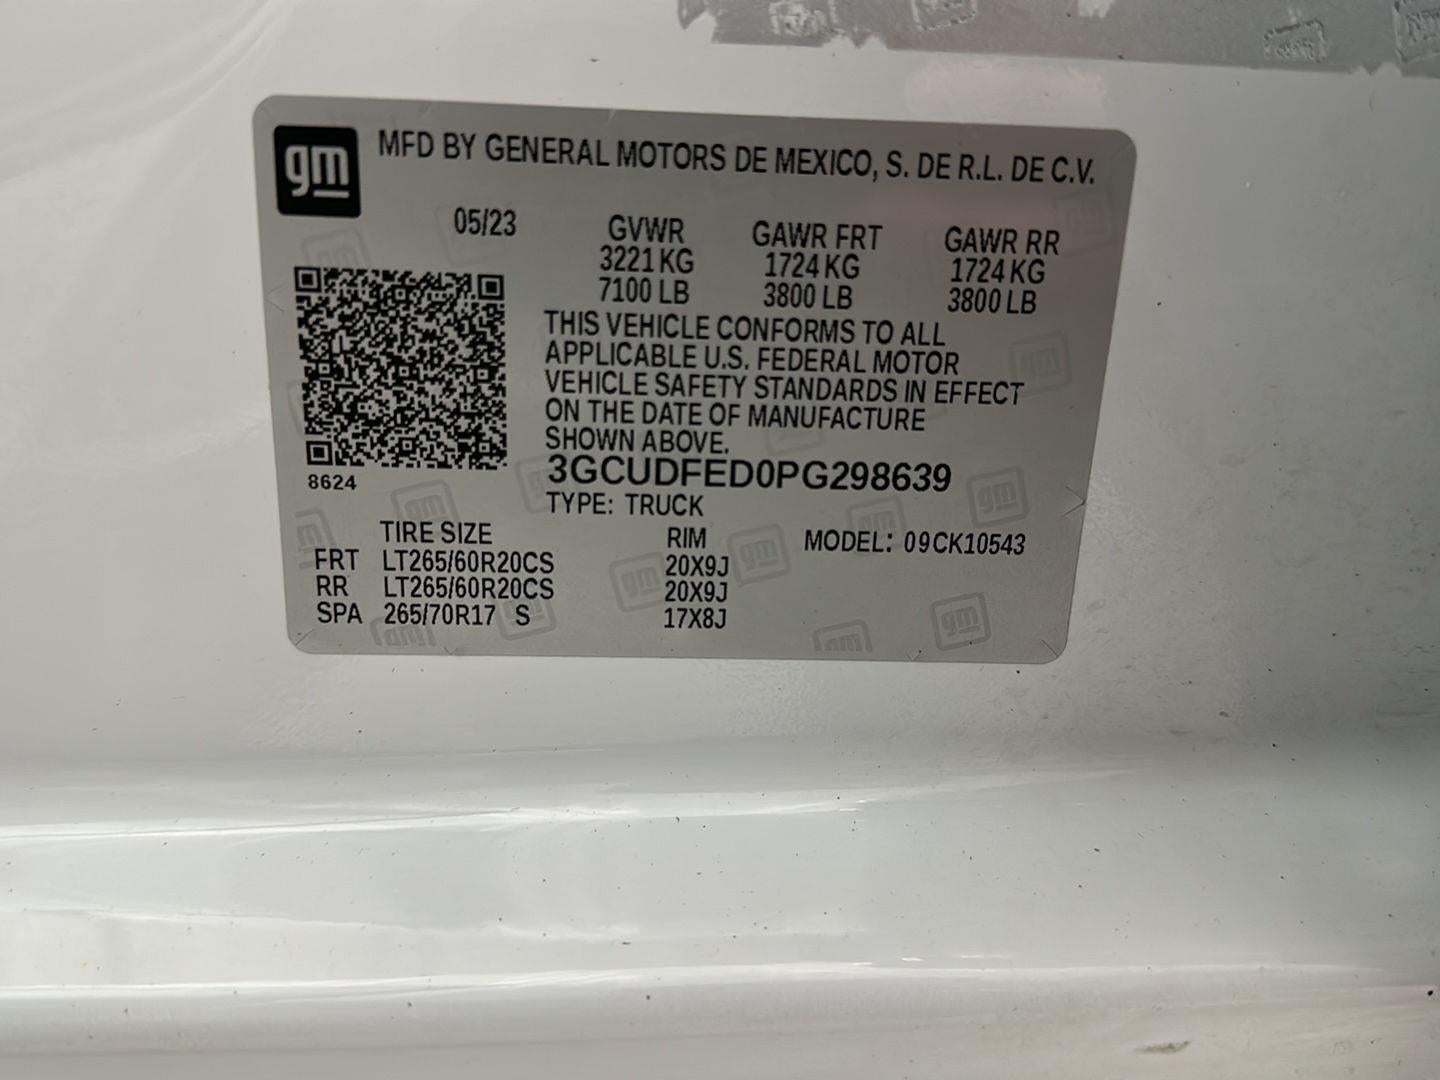 gm MFD BY GENERAL MOTORS DE MEXICO, S. DE R.L. DE C.V.
05/23 GVWR GAWR FRT GAWR RR
3221 KG 1724 KG 1724 KG
7100 LB 3800 LB 3800 LB
THIS VEHICLE CONFORMS TO ALL
APPLICABLE U.S. FEDERAL MOTOR
VEHICLE SAFETY STANDARDS IN EFFECT
ON THE DATE OF MANUFACTURE
SHOWN ABOVE.
3GCUDFED0PG298639
8624
TYPE: TRUCK
TIRE SIZE RIM MODEL: 09CK10543
FRT LT265/60R20CS 20X9J
RR LT265/60R20CS 20X9J
SPA 265/70R17 S 17X8J